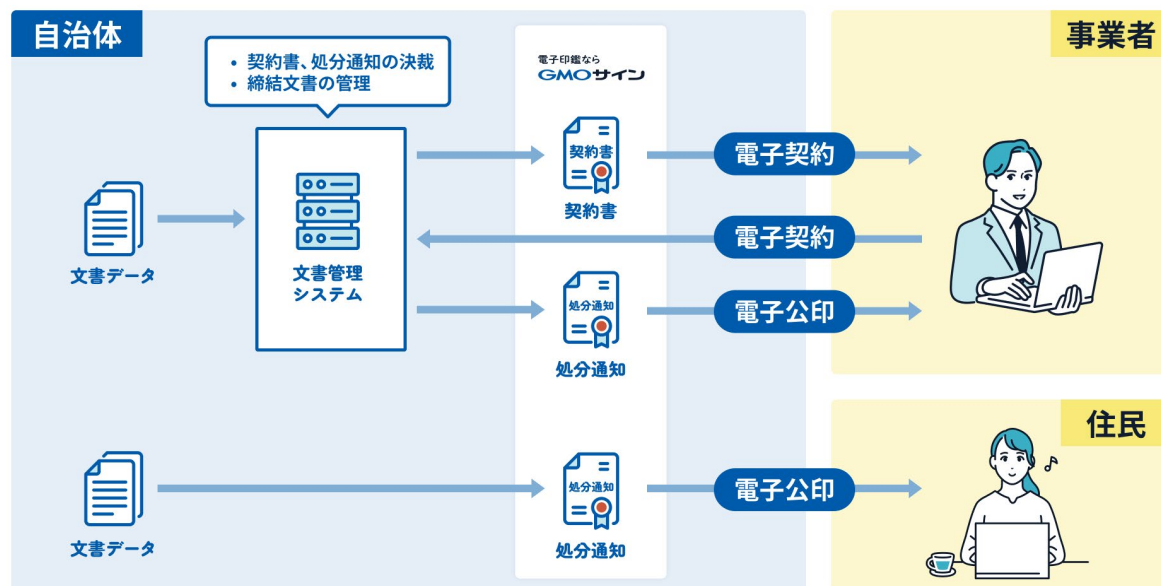 自治体
事業者
・契約書、処分通知の決裁
・締結文書の管理
電子印鑑なら
GMOサイン
契約書
契約書
電子契約
文書データ
文書管理
システム
電子契約
処分通知
処分通知
電子公印
住民
文書データ
処分通知
処分通知
電子公印